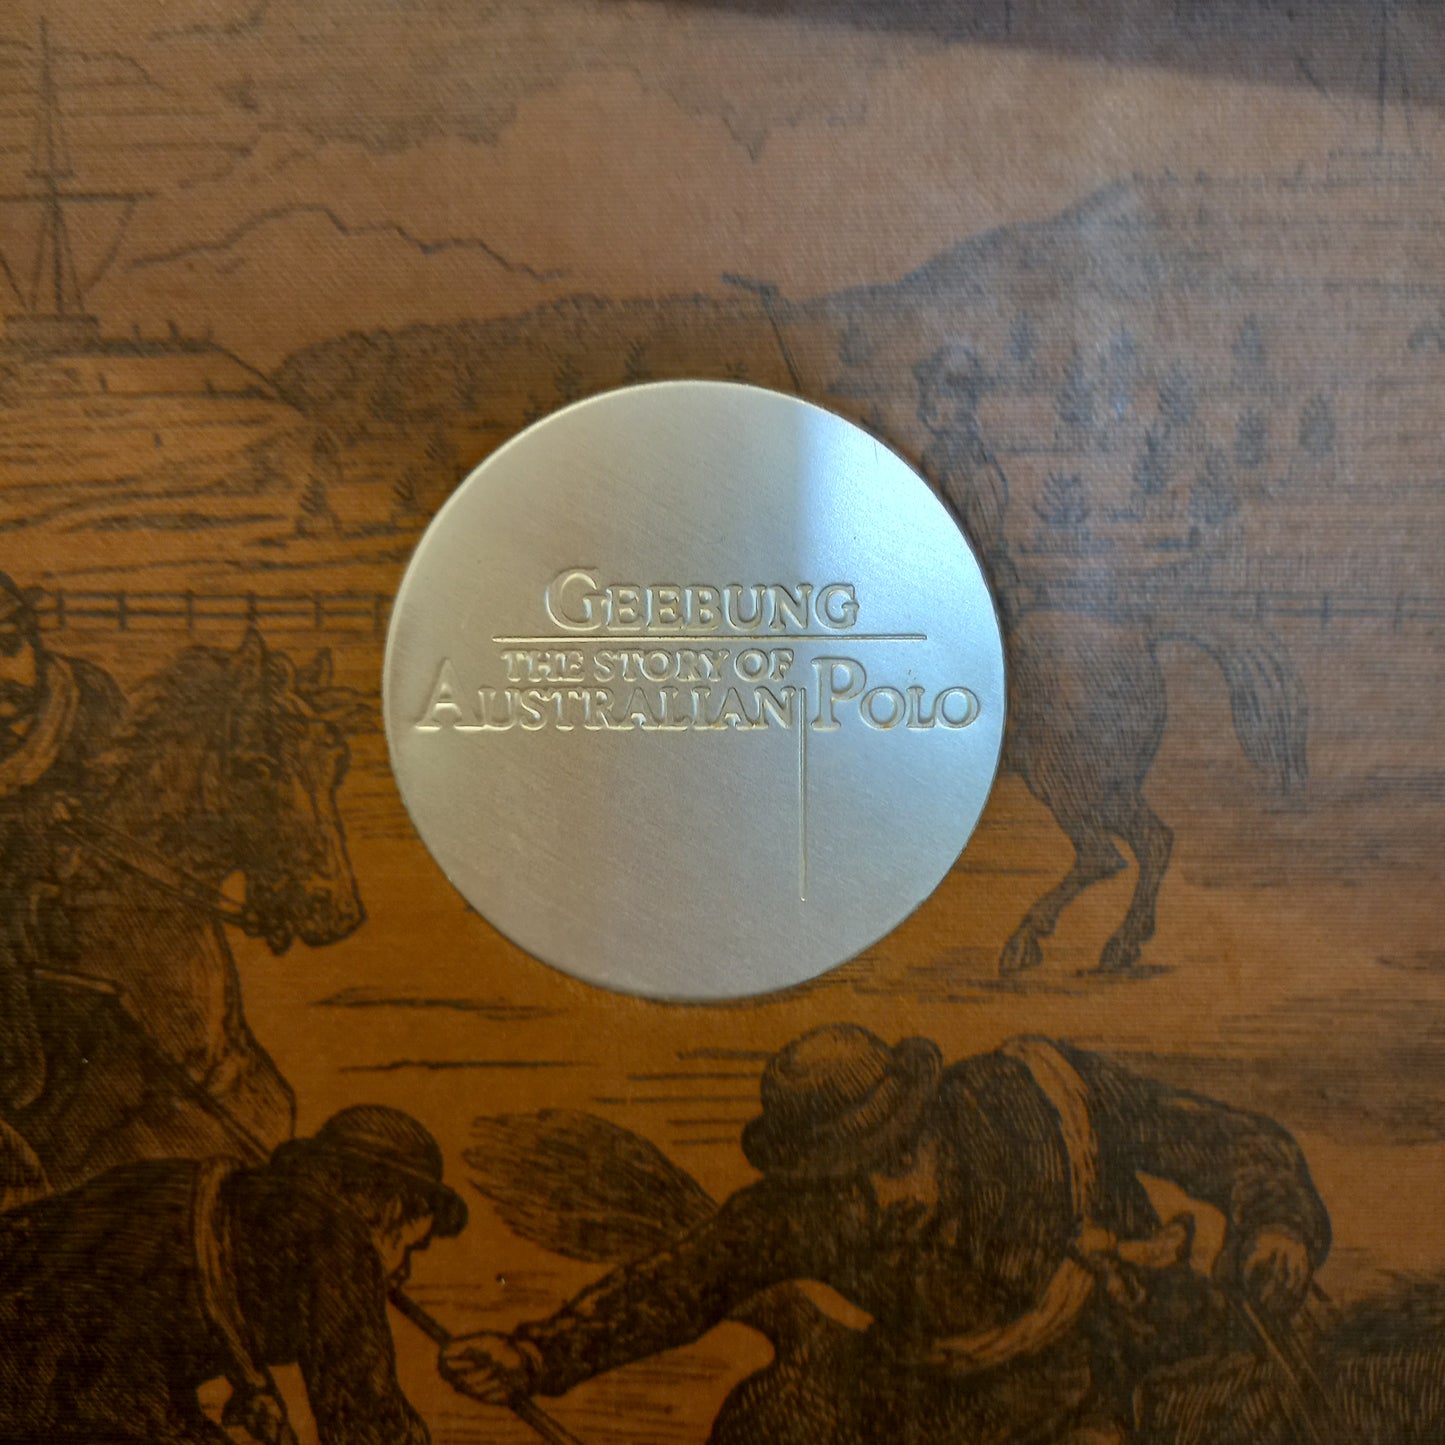 GEEBUNG
THE STORY OF
AUSTRALIAN POLO